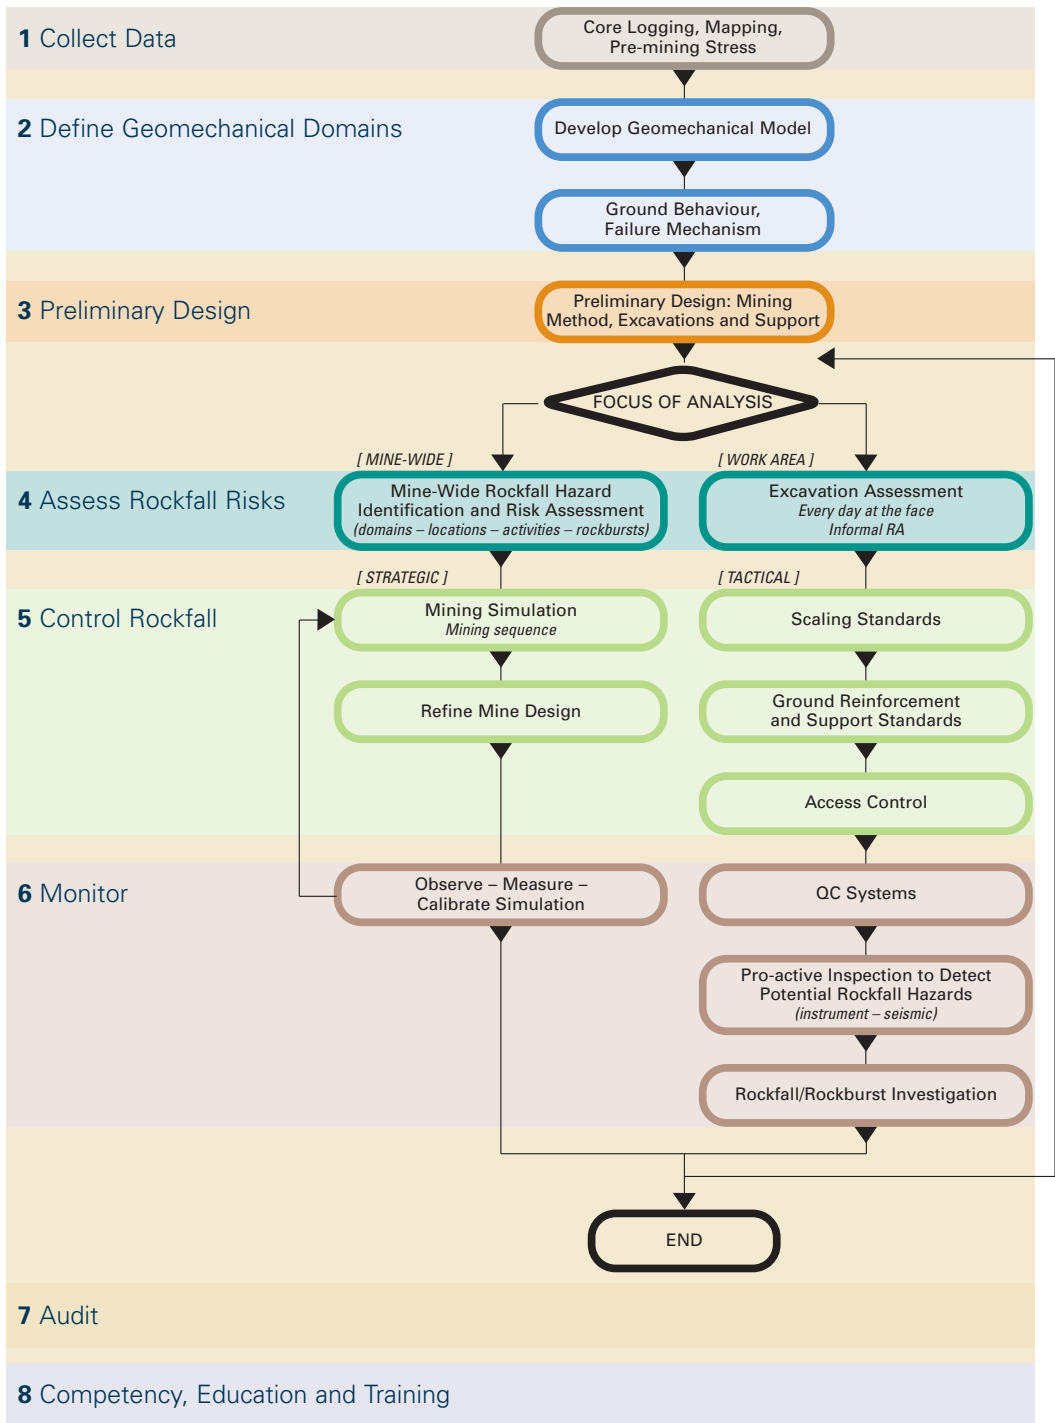 1 Collect Data
Core Logging, Mapping,
Pre-mining Stress
2 Define Geomechanical Domains
Develop Geomechanical Model
Ground Behaviour,
Failure Mechanism
3 Preliminary Design
Preliminary Design: Mining
Method, Excavations and Support
FOCUS OF ANALYSIS
[ MINE-WIDE ]
[ WORK AREA ]
4 Assess Rockfall Risks
Mine-Wide Rockfall Hazard
Identification and Risk Assessment
(domains – locations – activities – rockbursts)
Excavation Assessment
Every day at the face
Informal RA
[ STRATEGIC ]
[ TACTICAL ]
5 Control Rockfall
Mining Simulation
Mining sequence
Scaling Standards
Refine Mine Design
Ground Reinforcement
and Support Standards
Access Control
6 Monitor
Observe – Measure –
Calibrate Simulation
QC Systems
Pro-active Inspection to Detect
Potential Rockfall Hazards
(instrument – seismic)
Rockfall/Rockburst Investigation
END
7 Audit
8 Competency, Education and Training